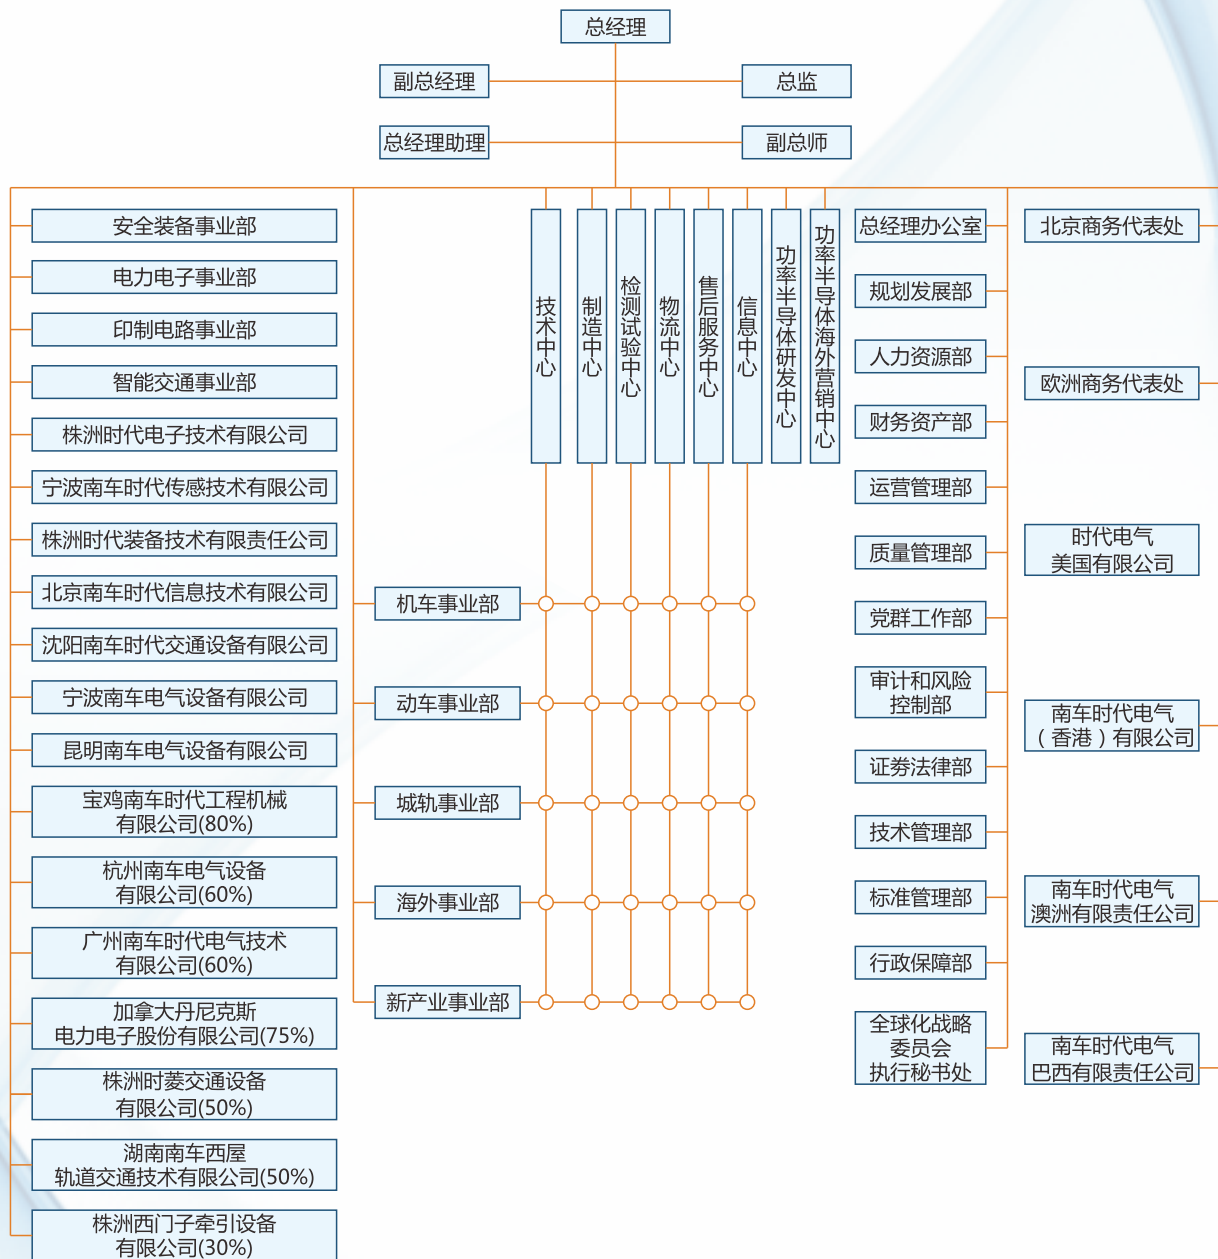 总经理
副总经理
总监
总经理助理
副总师
安全装备事业部
电力电子事业部
印制电路事业部
智能交通事业部
株洲时代电子技术有限公司
宁波南车时代传感技术有限公司
株洲时代装备技术有限责任公司
北京南车时代信息技术有限公司
沈阳南车时代交通设备有限公司
宁波南车电气设备有限公司
昆明南车电气设备有限公司
宝鸡南车时代工程机械
有限公司(80%)
杭州南车电气设备
有限公司(60%)
广州南车时代电气技术
有限公司(60%)
加拿大丹尼克斯
电力电子股份有限公司(75%)
株洲时菱交通设备
有限公司(50%)
湖南南车西屋
轨道交通技术有限公司(50%)
株洲西门子牵引设备
有限公司(30%)
机车事业部
动车事业部
城轨事业部
海外事业部
新产业事业部
技术中心
制造中心
检测试验中心
物流中心
售后服务中心
信息中心
功率半导体研发中心
功率半导体海外营销中心
总经理办公室
规划发展部
人力资源部
财务资产部
运营管理部
质量管理部
党群工作部
审计和风险
控制部
证券法律部
技术管理部
标准管理部
行政保障部
全球化战略
委员会
执行秘书处
北京商务代表处
欧洲商务代表处
时代电气
美国有限公司
南车时代电气
（香港）有限公司
南车时代电气
澳洲有限责任公司
南车时代电气
巴西有限责任公司